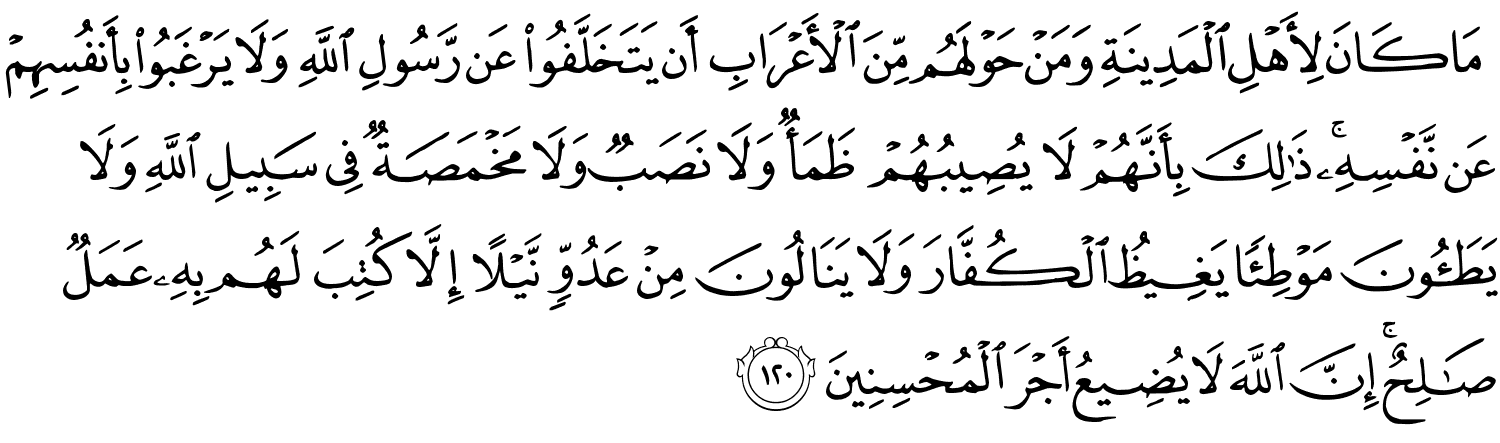 مَا كَانَ لِأَهْلِ ٱلْمَدِينَةِ وَمَنْ حَوْلَهُم مِّنَ ٱلْأَعْرَابِ أَن يَتَخَلَّفُوا۟ عَن رَّسُولِ ٱللَّهِ وَلَا يَرْغَبُوا۟ بِأَنفُسِهِمْ
عَن نَّفْسِهِۦ ۚ ذَٰلِكَ بِأَنَّهُمْ لَا يُصِيبُهُمْ ظَمَأٌ وَلَا نَصَبٌ وَلَا مَخْمَصَةٌ فِى سَبِيلِ ٱللَّهِ وَلَا
يَطَـُٔونَ مَوْطِئًا يَغِيظُ ٱلْكُفَّارَ وَلَا يَنَالُونَ مِنْ عَدُوٍّ نَّيْلًا إِلَّا كُتِبَ لَهُم بِهِۦ عَمَلٌ
صَـٰلِحٌ ۚ إِنَّ ٱللَّهَ لَا يُضِيعُ أَجْرَ ٱلْمُحْسِنِينَ ١٢٠